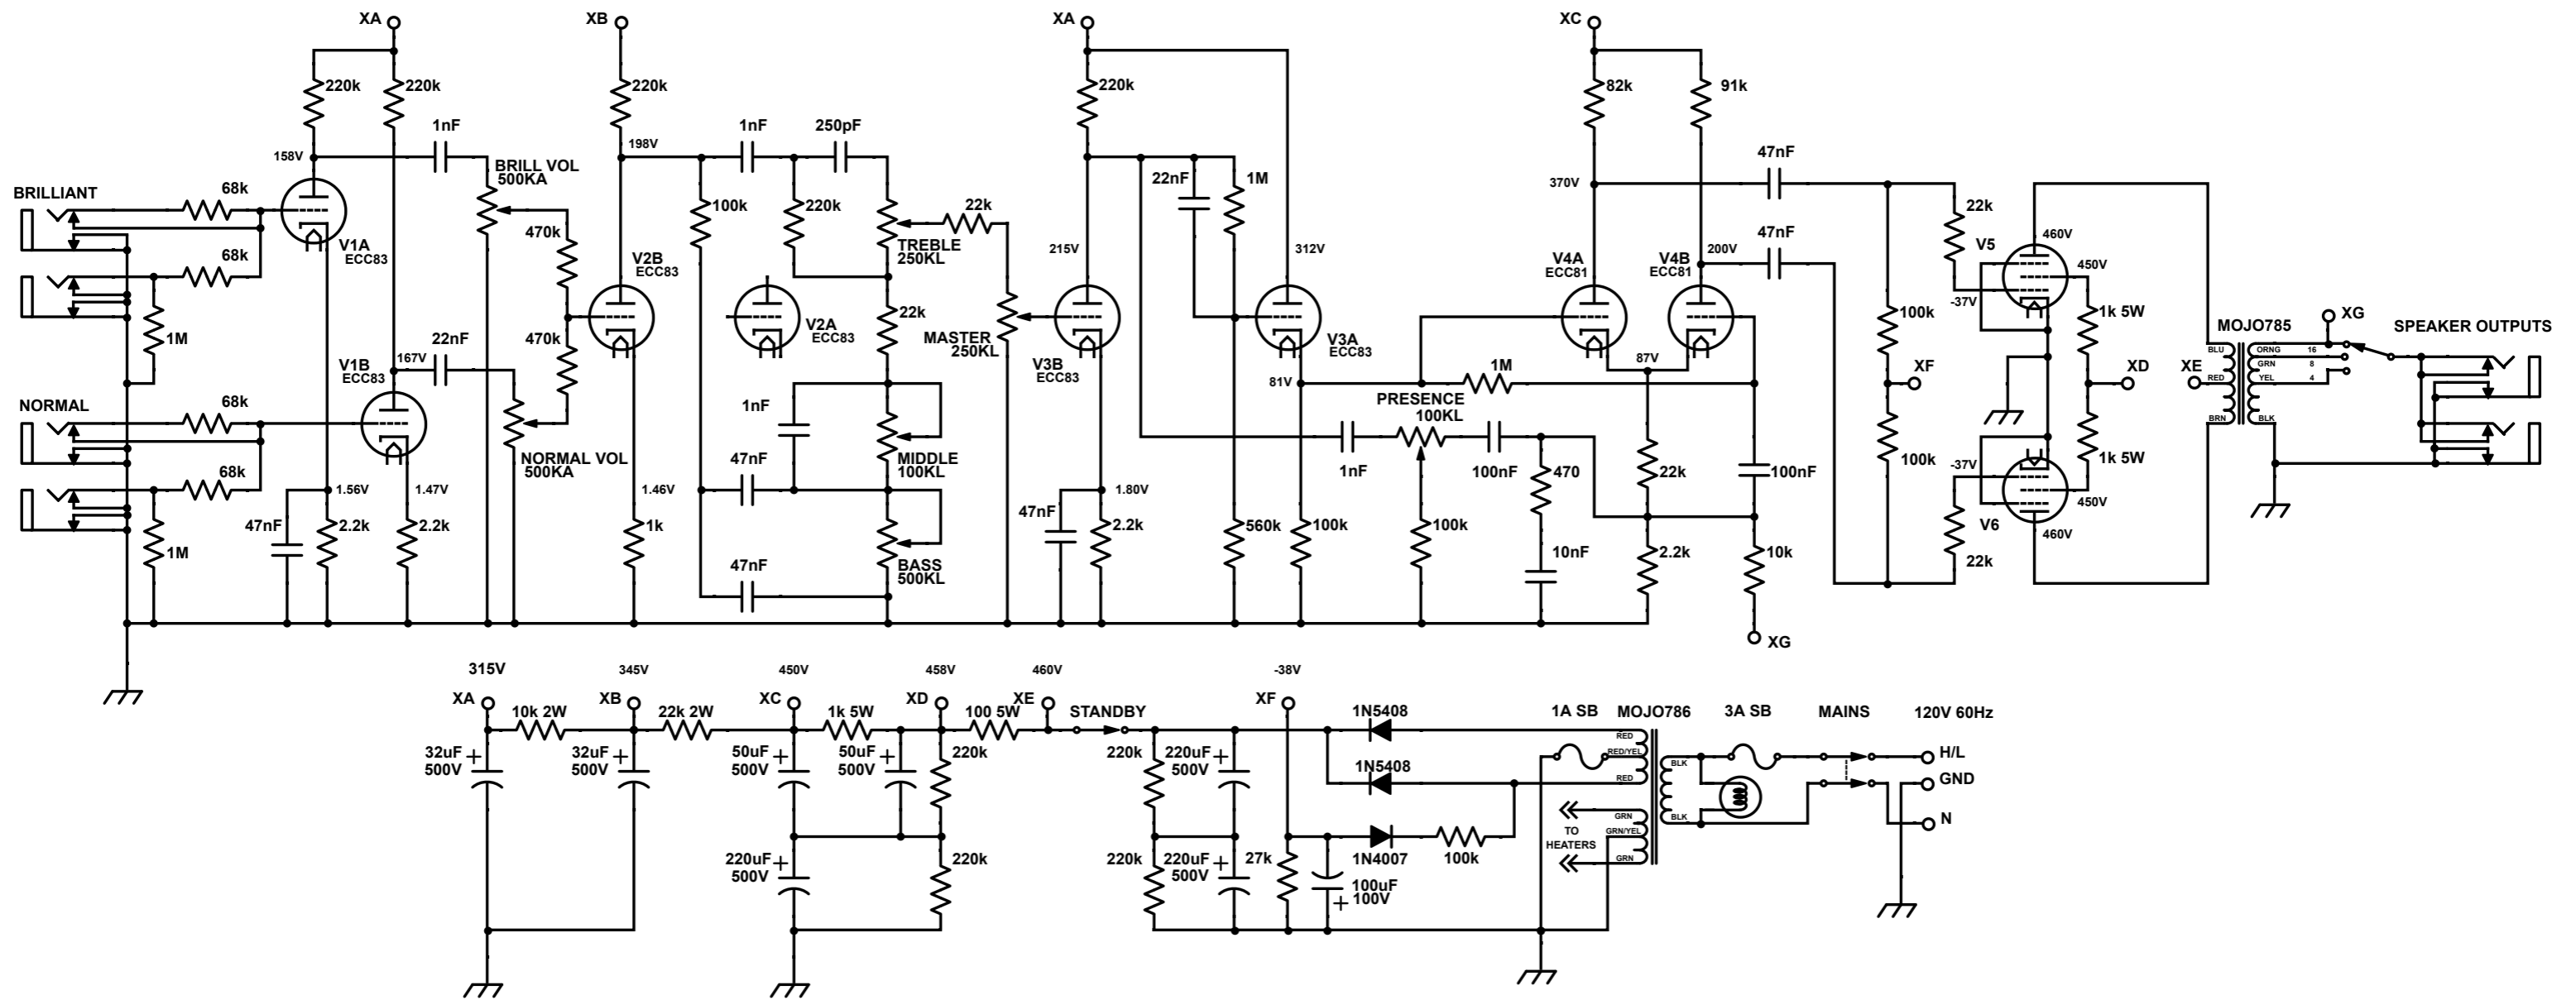 XA
XB
XA
XC
220k
220k
220k
220k
82k
91k
1nF
1nF
250pF
47nF
158V
198V
BRILL VOL
500KA
22nF
1M
370V
BRILLIANT
68k
100k
220k
22k
22k
V1A
ECC83
470k
TREBLE
250KL
215V
312V
47nF
200V
V5
460V
450V
68k
V2B
ECC83
V4A
ECC81
V4B
ECC81
-37V
1M
V2A
ECC83
22k
MASTER
250KL
V3B
ECC83
V3A
ECC83
100k
1k 5W
MOJO785
XG
SPEAKER OUTPUTS
470k
V1B
ECC83
167V
22nF
87V
BLU
ORNG
16
GRN
8
YEL
4
RED
BRN
BLK
XF
XD
XE
81V
1M
NORMAL
68k
1nF
PRESENCE
100KL
NORMAL VOL
500KA
MIDDLE
100KL
68k
47nF
1nF
100nF
470
22k
100nF
100k
-37V
1k 5W
450V
1.56V
1.47V
1.46V
1.80V
47nF
2.2k
2.2k
1k
47nF
2.2k
560k
100k
100k
V6
460V
1M
47nF
BASS
500KL
10nF
2.2k
10k
22k
XG
315V
345V
450V
458V
460V
-38V
XA
XB
XC
XD
XE
XF
10k 2W
22k 2W
1k 5W
100 5W
STANDBY
1N5408
1A SB
MOJO786
3A SB
MAINS
120V 60Hz
32uF
500V
+
32uF
500V
+
50uF
500V
+
50uF
500V
+
220k
220k
220uF
500V
+
1N5408
RED
RED/YEL
RED
BLK
BLK
H/L
GND
N
220uF
500V
+
220k
220k
220uF
500V
+
27k
100uF
100V
+
1N4007
100k
TO
HEATERS
GRN
GRN/YEL
GRN